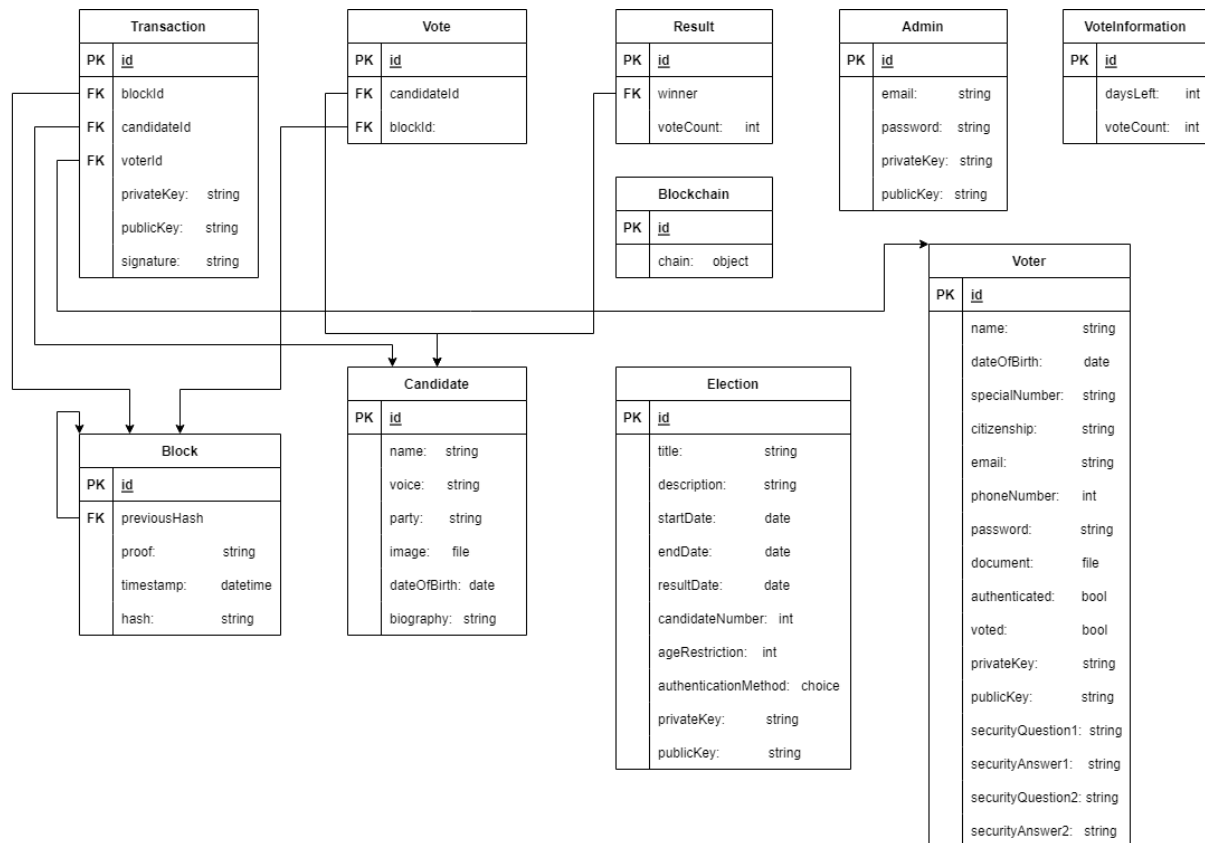 Transaction
PK id
FK blockId
FK candidateId
FK voterId
privateKey: string
publicKey: string
signature: string
Vote
PK id
FK candidateId
FK blockId:
Result
PK id
FK winner
voteCount: int
Admin
PK id
email: string
password: string
privateKey: string
publicKey: string
VoteInformation
PK id
daysLeft: int
voteCount: int
Blockchain
PK id
chain: object
Voter
PK id
name: string
dateOfBirth: date
specialNumber: string
citizenship: string
email: string
phoneNumber: int
password: string
document: file
authenticated: bool
voted: bool
privateKey: string
publicKey: string
securityQuestion1: string
securityAnswer1: string
securityQuestion2: string
securityAnswer2: string
Candidate
PK id
name: string
voice: string
party: string
image: file
dateOfBirth: date
biography: string
Election
PK id
title: string
description: string
startDate: date
endDate: date
resultDate: date
candidateNumber: int
ageRestriction: int
authenticationMethod: choice
privateKey: string
publicKey: string
Block
PK id
FK previousHash
proof: string
timestamp: datetime
hash: string